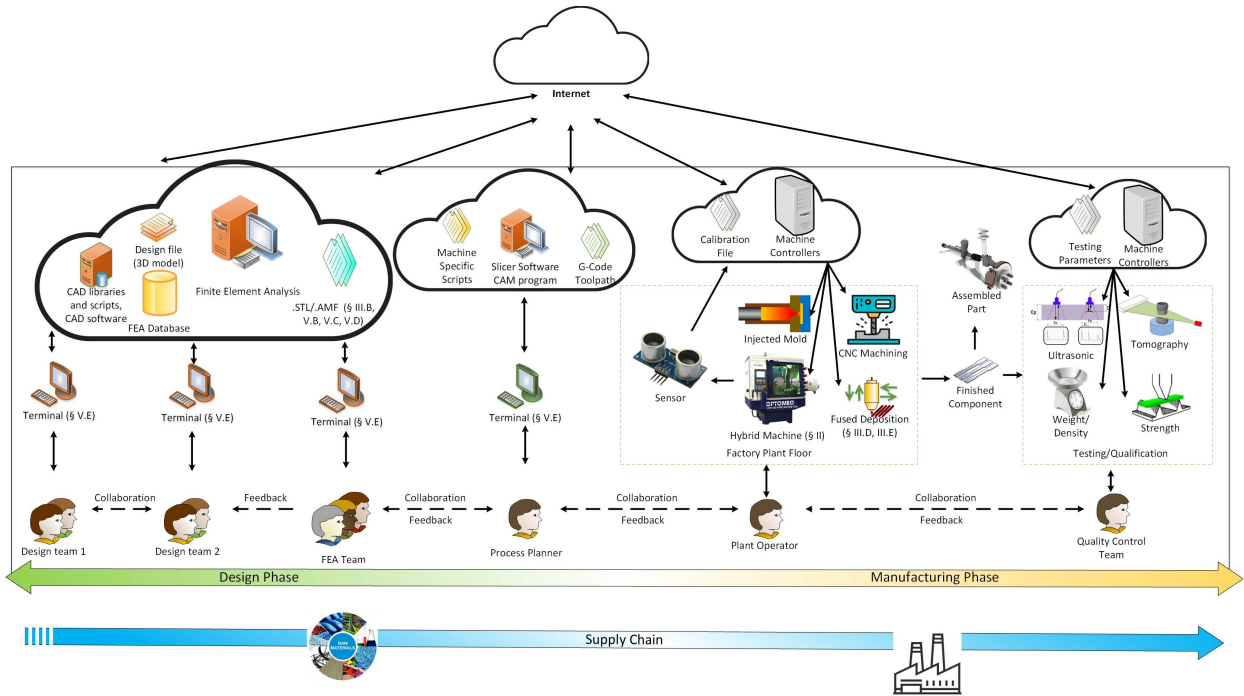 Internet
CAD libraries
and scripts,
CAD software
Design file
(3D model)
FEA Database
Finite Element Analysis
.STL/.AMF (§ III.B,
V.B, V.C, V.D)
Machine
Specific
Scripts
Slicer Software
CAM program
G-Code
Toolpath
Calibration
File
Machine
Controllers
Testing
Parameters
Machine
Controllers
Terminal (§ V.E)
Terminal (§ V.E)
Terminal (§ V.E)
Terminal (§ V.E)
Sensor
Injected Mold
CNC Machining
OPTOMEC
Hybrid Machine (§ II)
Fused Deposition
(§ III.D, III.E)
Factory Plant Floor
Assembled
Part
Finished
Component
Ultrasonic
Tomography
Weight/
Density
Strength
Testing/Qualification
Design team 1
Collaboration
Design team 2
Feedback
FEA Team
Collaboration
Feedback
Process Planner
Collaboration
Feedback
Plant Operator
Collaboration
Feedback
Quality Control
Team
Design Phase
Manufacturing Phase
Supply Chain
RAW
MATERIALS